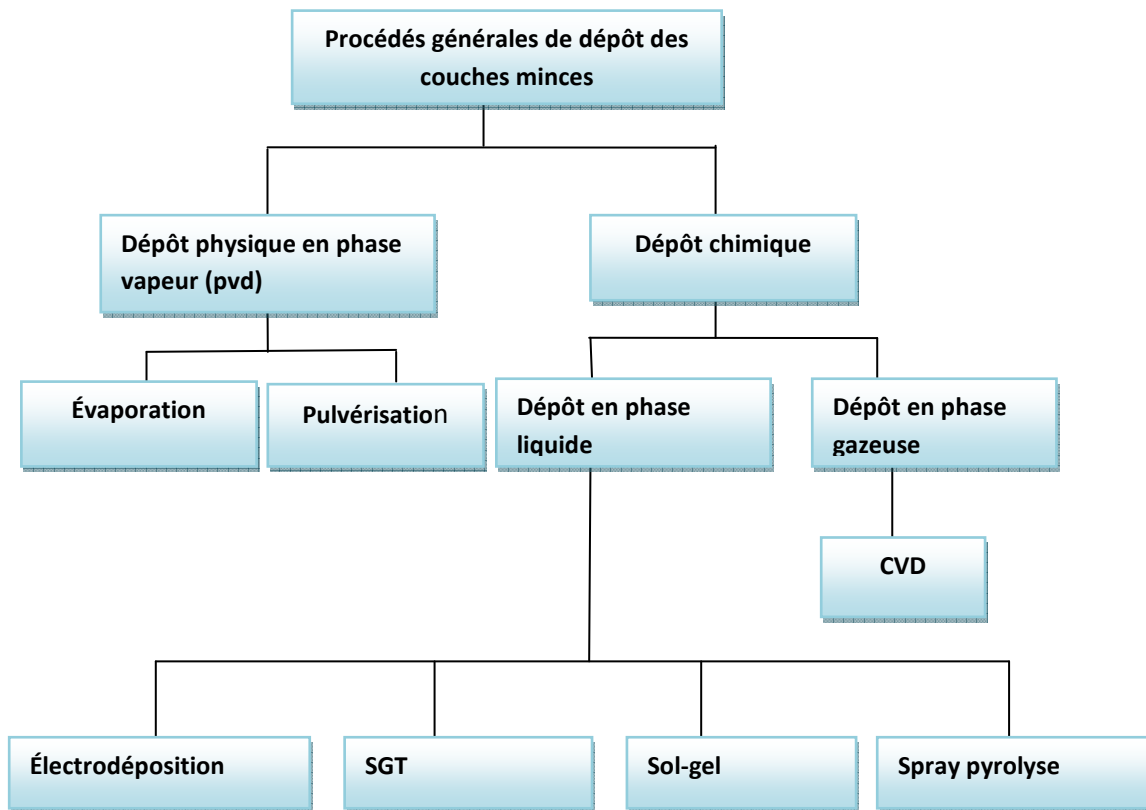 Procédés générales de dépôt des
couches minces
Dépôt physique en phase
vapeur (pvd)
Dépôt chimique
Évaporation
Pulvérisation
Dépôt en phase
liquide
Dépôt en phase
gazeuse
CVD
Électrodéposition
SGT
Sol-gel
Spray pyrolyse